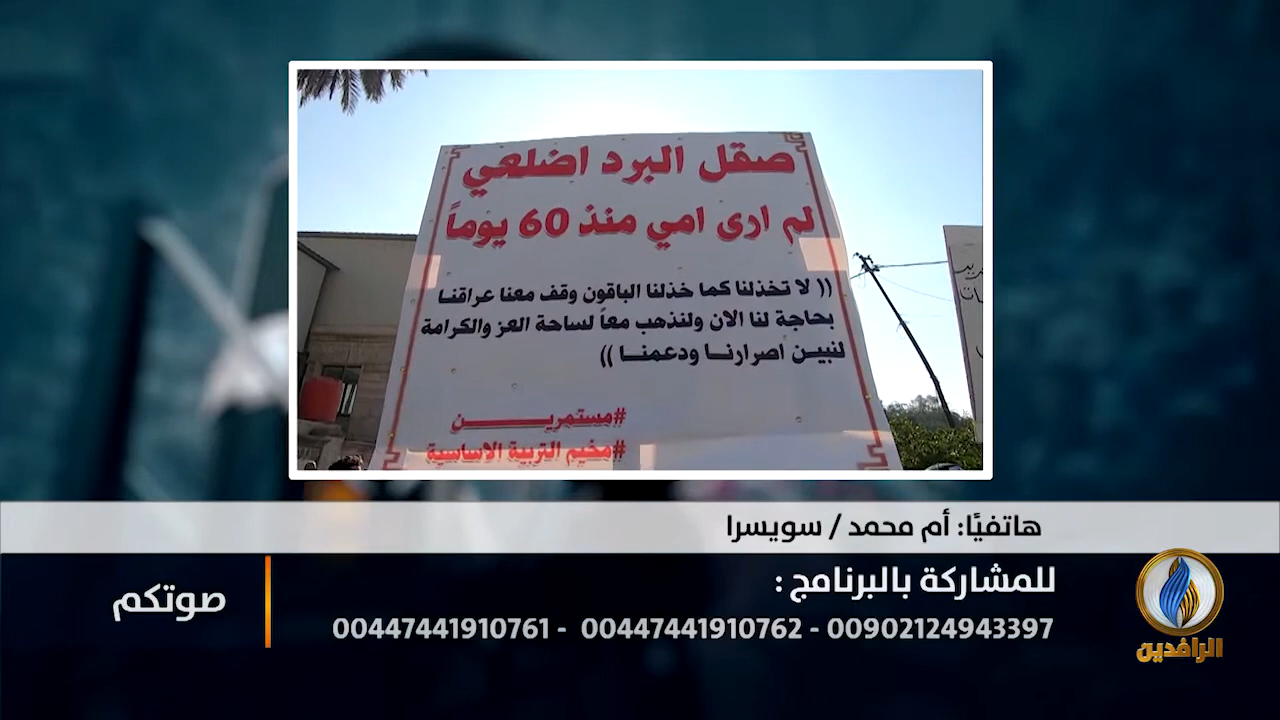 صقل البرد اضلعي
لم ارى امي منذ 60 يوماً
(( لا تخذلنا كما خذلنا الباقون وقف معنا عراقنا
بحاجة لنا الان ولنذهب معاً لساحة العز والكرامة
لنبين اصرارنا ودعمنا ))
#مستمرين
#مخيم التربية الاساسية
هاتفيًا: أم محمد / سويسرا
للمشاركة بالبرنامج :
00447441910761 - 00447441910762 - 00902124943397
صوتكم
الرافدين